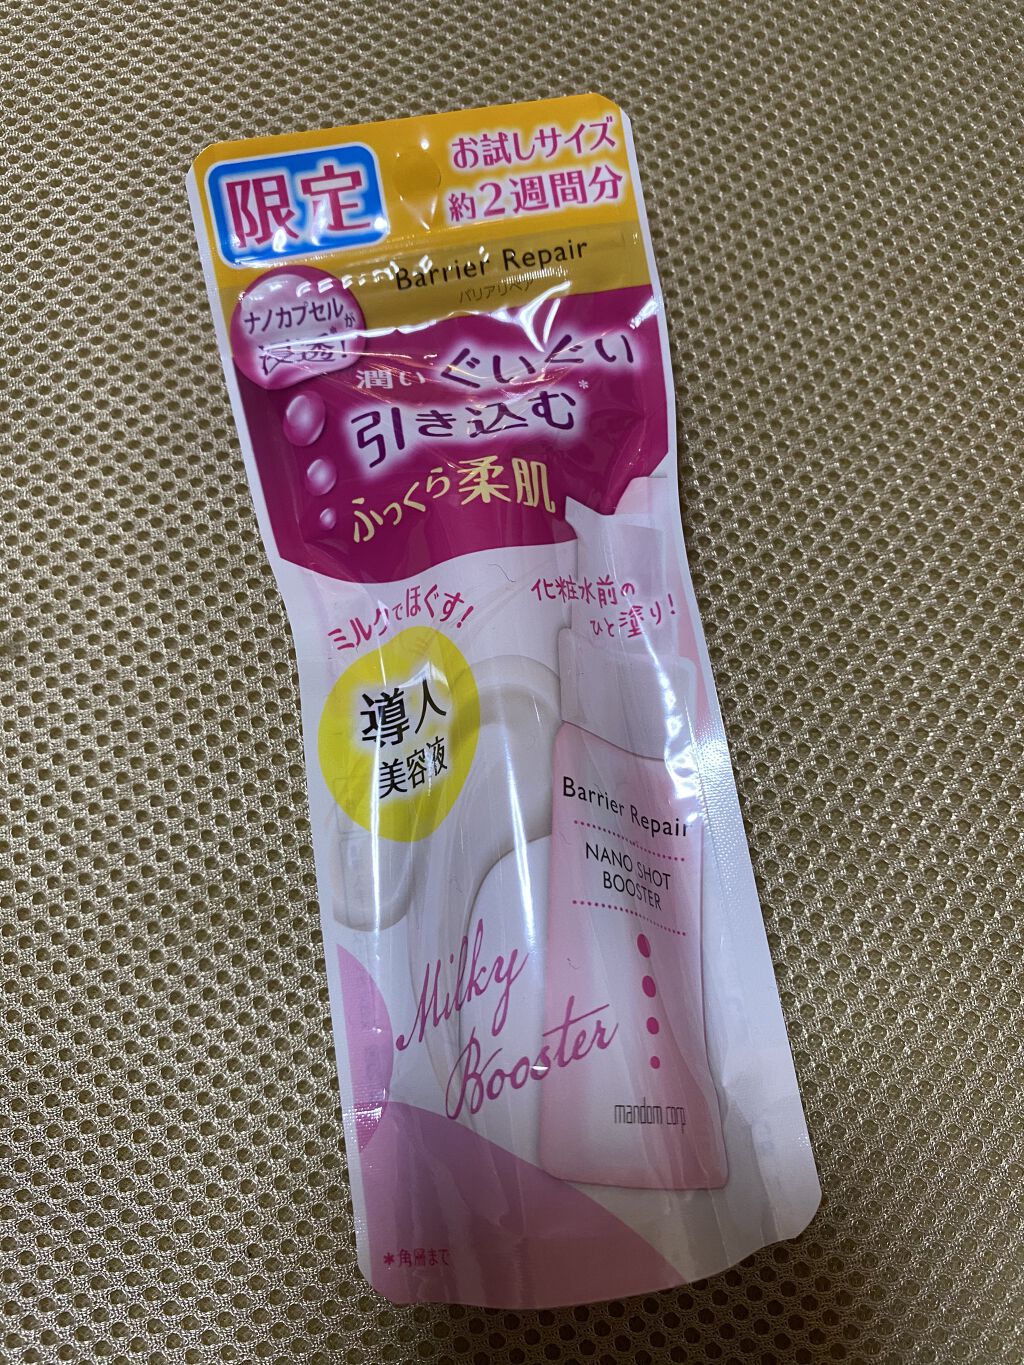 限定
お試しサイズ
約2週間分
Barrier Repair
バリアリペア
ナノカプセルが
浸透*!
潤い ぐいぐい
引き込む*
ふっくら柔肌
ミルクでほぐす!
化粧水前の
ひと塗り!
導入
美容液
Barrier Repair
NANO SHOT
BOOSTER
Milky
Booster
mandom corp
*角層まで